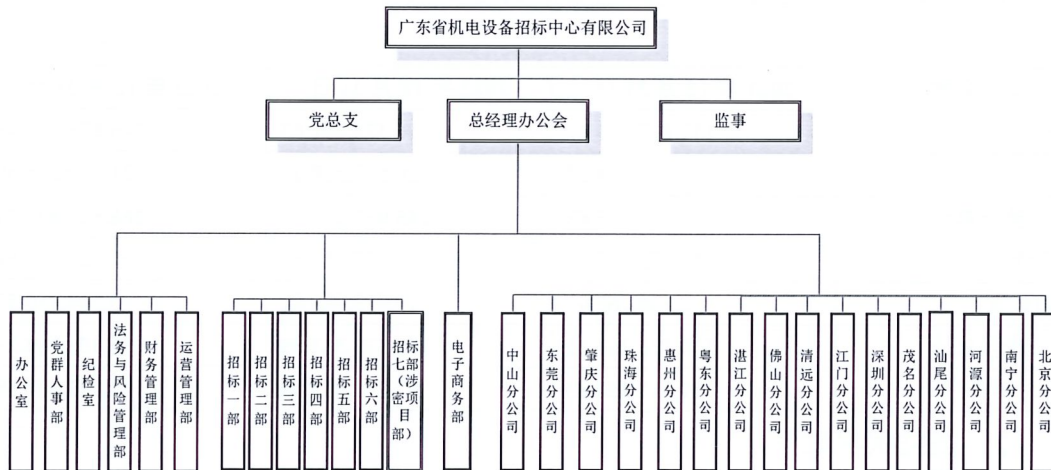 广东省机电设备招标中心有限公司
党总支
总经理办公会
监事
办公室
党群人事部
纪检室
法务与风险管理部
财务管理部
运营管理部
招标一部
招标二部
招标三部
招标四部
招标五部
招标六部
招标七部（涉密项目部）
电子商务部
中山分公司
东莞分公司
肇庆分公司
珠海分公司
惠州分公司
粤东分公司
湛江分公司
佛山分公司
清远分公司
江门分公司
深圳分公司
茂名分公司
汕尾分公司
河源分公司
南宁分公司
北京分公司